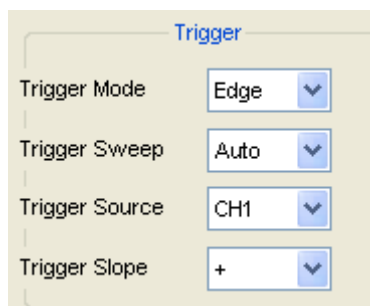 Trigger
Trigger Mode Edge
Trigger Sweep Auto
Trigger Source CH1
Trigger Slope +